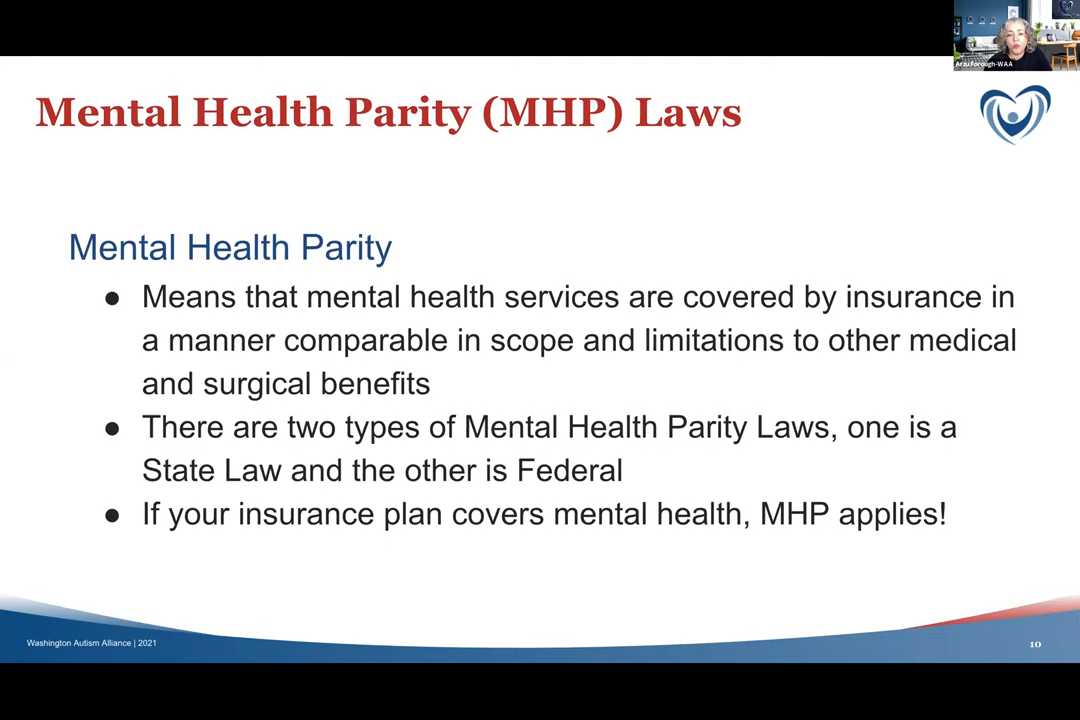 Arzu Forough-WAA
Mental Health Parity (MHP) Laws
Mental Health Parity
● Means that mental health services are covered by insurance in
a manner comparable in scope and limitations to other medical
and surgical benefits
● There are two types of Mental Health Parity Laws, one is a
State Law and the other is Federal
● If your insurance plan covers mental health, MHP applies!
Washington Autism Alliance | 2021
10